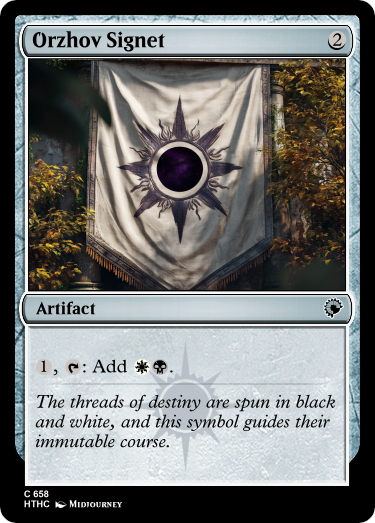 Orzhov Signet 2
Artifact
1, : Add .
The threads of destiny are spun in black
and white, and this symbol guides their
immutable course.
C 658
HTHC Midjourney